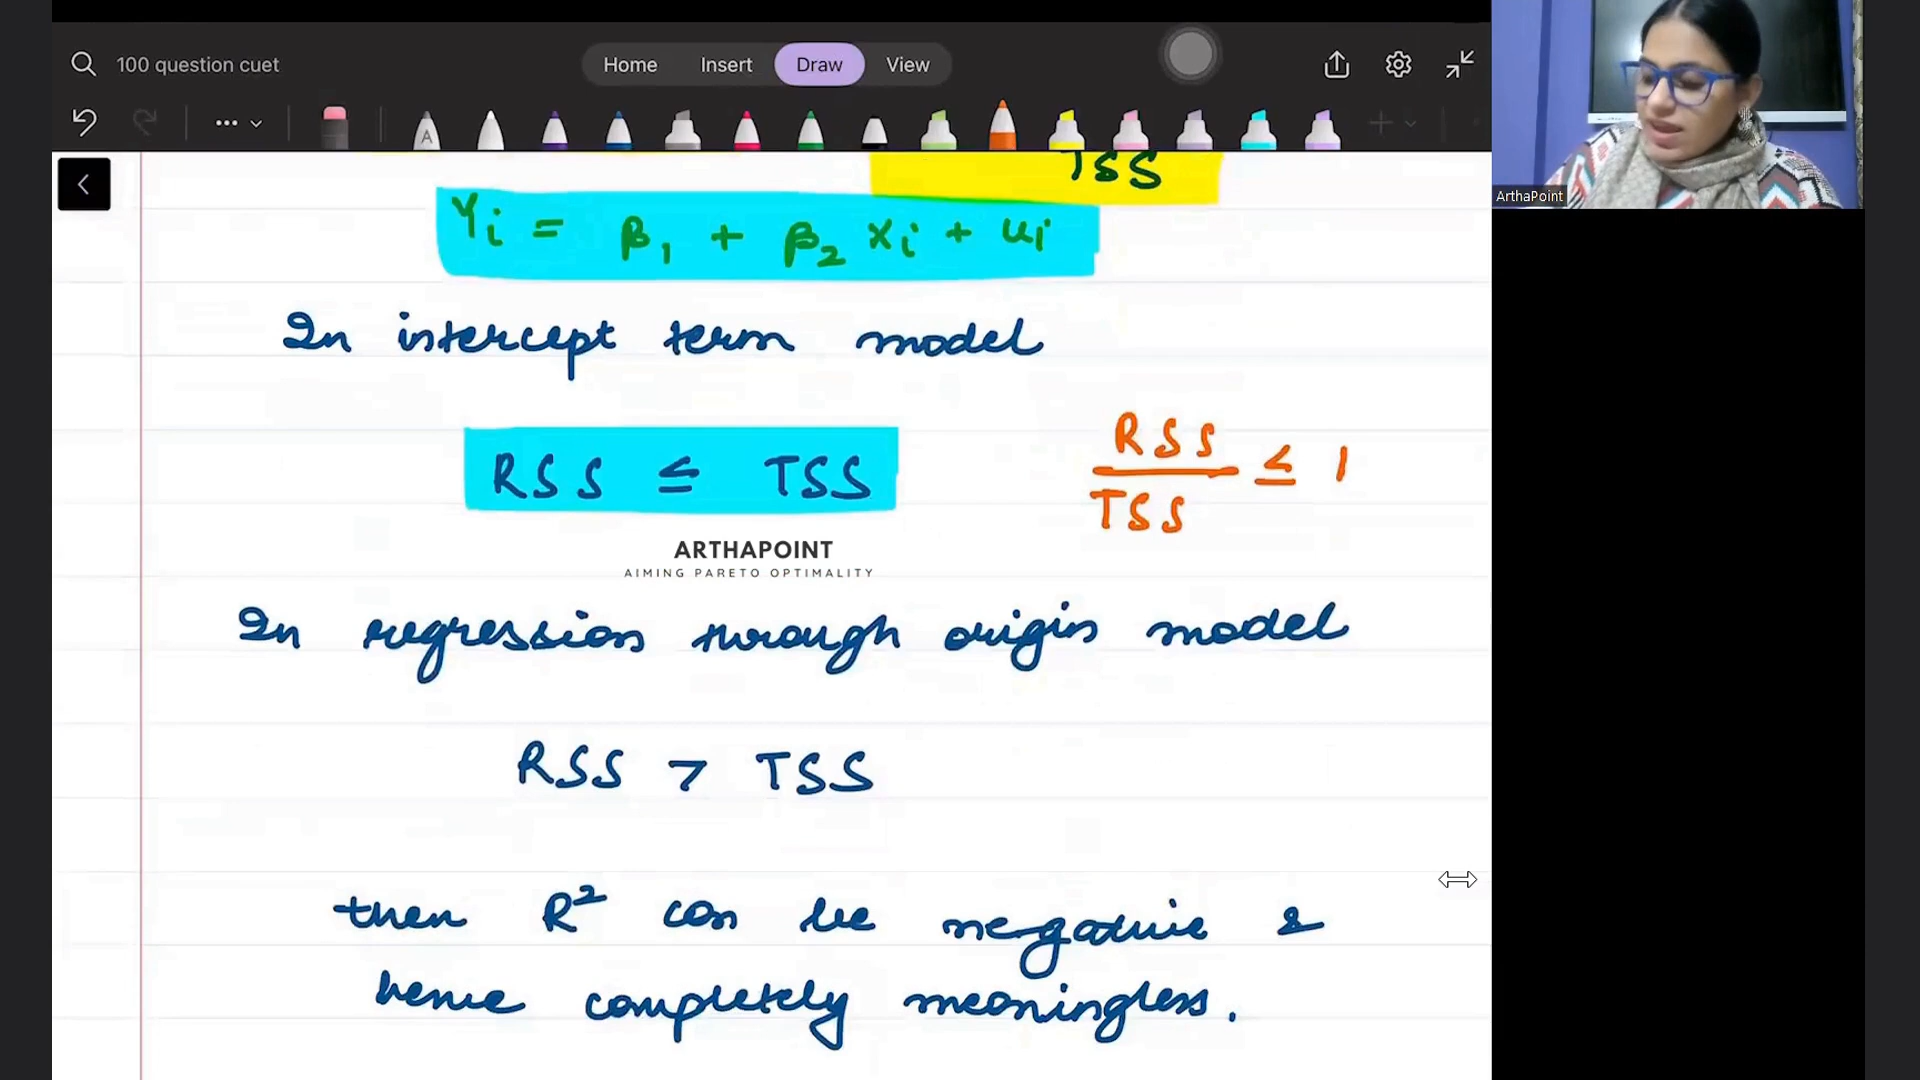 100 question cuet
Home Insert Draw View
A
ArthaPoint
TSS
Yi = β1 + β2 Xi + ui
In intercept term model
RSS ≤ TSS
RSS
TSS
≤ 1
ARTHAPOINT
AIMING PARETO OPTIMALITY
In regression through origin model
RSS > TSS
then R² can be negative &
hence completely meaningless.